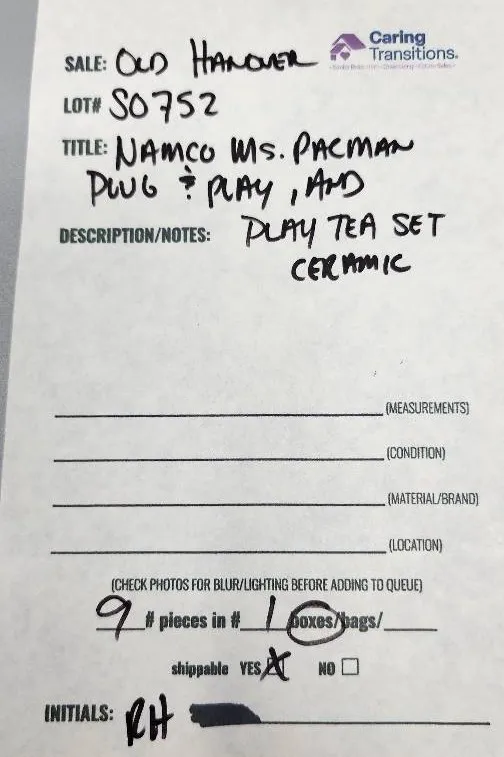 Caring
Transitions.
SALE: OLD HANOVER
LOT# S0752
TITLE: NAMCO MS. PACMAN
PLUG & PLAY, AND
DESCRIPTION/NOTES: PLAY TEA SET
CERAMIC
(MEASUREMENTS)
(CONDITION)
(MATERIAL/BRAND)
(LOCATION)
(CHECK PHOTOS FOR BLUR/LIGHTING BEFORE ADDING TO QUEUE)
9 # pieces in # 1 boxes/bags/
shippable YES NO
INITIALS: RH